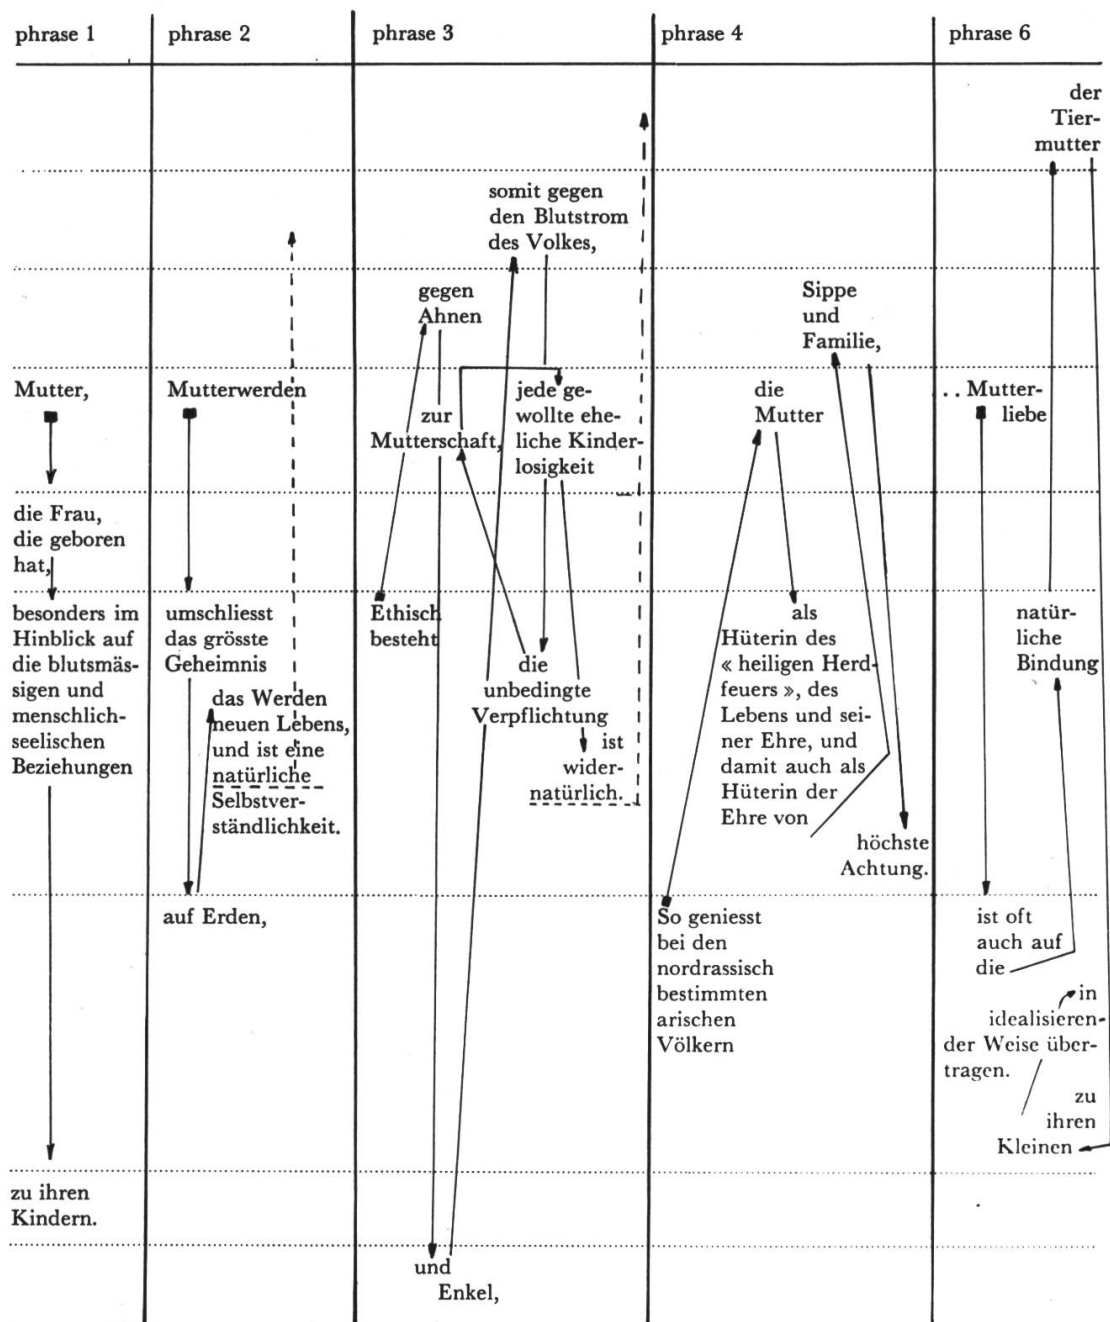 phrase 1
phrase 2
phrase 3
phrase 4
phrase 6
Mutter,
die Frau,
die geboren
hat,
besonders im
Hinblick auf
die blutsmäs-
sigen und
menschlich-
seelischen
Beziehungen
zu ihren
Kindern.
Mutterwerden
umschliesst
das grösste
Geheimnis
das Werden
neuen Lebens,
und ist eine
natürliche
Selbstver-
ständlichkeit.
auf Erden,
somit gegen
den Blutstrom
des Volkes,
gegen
Ahnen
zur
Mutterschaft,
jede ge-
wollte ehe-
liche Kinder-
losigkeit
Ethisch
besteht
die
unbedingte
Verpflichtung
ist
wider-
natürlich.
und
Enkel,
Sippe
und
Familie,
die
Mutter
als
Hüterin des
« heiligen Herd-
feuers », des
Lebens und sei-
ner Ehre, und
damit auch als
Hüterin der
Ehre von
höchste
Achtung.
So geniesst
bei den
nordrassisch
bestimmten
arischen
Völkern
der
Tier-
mutter
.. Mutter-
liebe
natür-
liche
Bindung
ist oft
auch auf
die
in
idealisieren-
der Weise über-
tragen.
zu
ihren
Kleinen